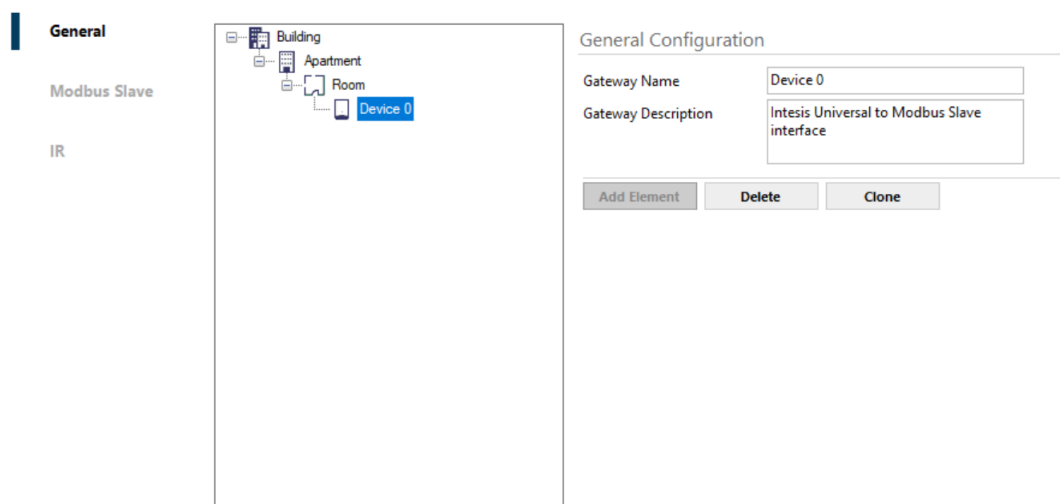 General
Modbus Slave
IR
Building
Apartment
Room
Device 0
General Configuration
Gateway Name
Device 0
Gateway Description
Intesis Universal to Modbus Slave
interface
Add Element
Delete
Clone